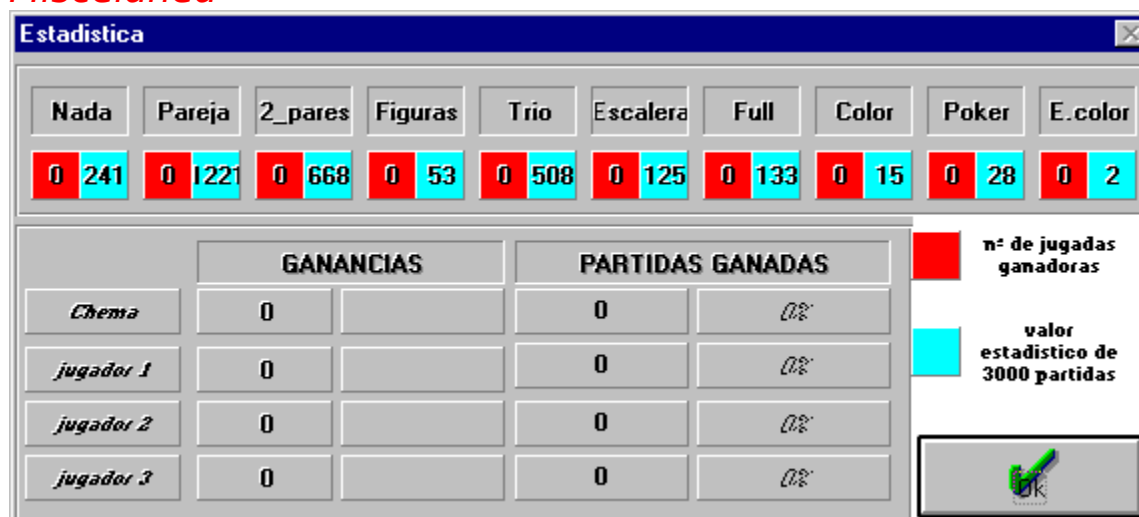 Miscelánea
Estadistica
Nada Pareja 2_pares Figuras Trio Escalera Full Color Poker E.color
0 241 0 1221 0 668 0 53 0 508 0 125 0 133 0 15 0 28 0 2
GANANCIAS PARTIDAS GANADAS
Chema 0 0 0%
jugador 1 0 0 0%
jugador 2 0 0 0%
jugador 3 0 0 0%
nº de jugadas
ganadoras
valor
estadistico de
3000 partidas
Ok